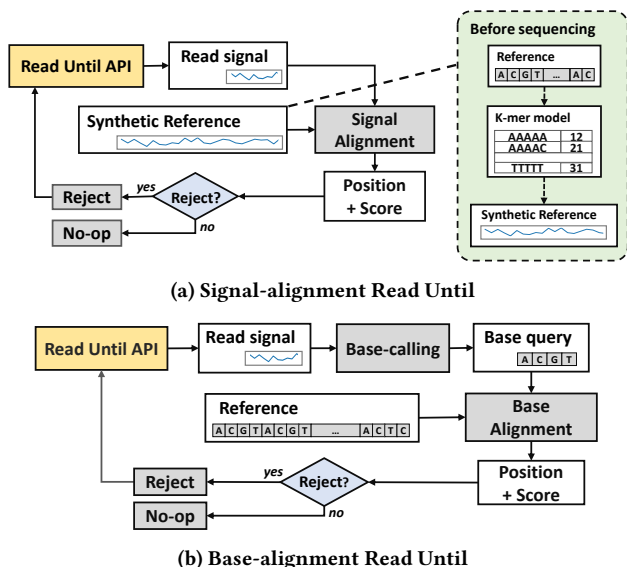 Read Until API
Read signal
Synthetic Reference
Signal
Alignment
Position
+ Score
Reject?
yes
Reject
no
No-op
Before sequencing
Reference
A C G T ... A C
K-mer model
AAAAA 12
AAAAC 21
TTTTT 31
Synthetic Reference
(a) Signal-alignment Read Until
Read Until API
Read signal
Base-calling
Base query
A C G T
Reference
A C G T A C G T ... A C T C
Base
Alignment
Position
+ Score
Reject?
yes
Reject
no
No-op
(b) Base-alignment Read Until